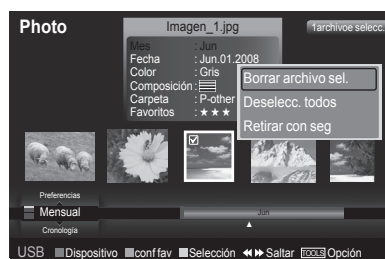 Photo
Imagen_1.jpg
1archivoe selecc.
Mes : Jun
Fecha : Jun.01.2008
Color : Gris
Composición :
Carpeta : P-other
Favoritos : ★ ★ ★
Borrar archivo sel.
Deselecc. todos
Retirar con seg
Preferencias
Mensual
Jun
Cronología
USB Dispositivo conf fav Selección Saltar TOOLS Opción